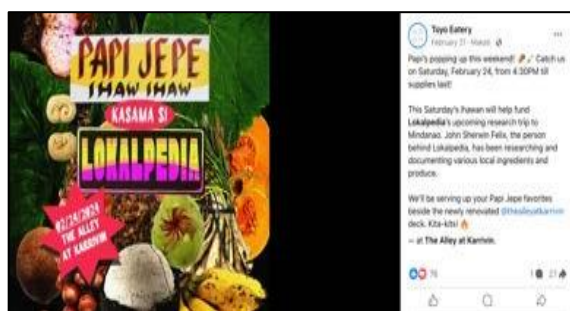 PAPI JEPE
IHAW IHAW
KASAMA SI
LOKALPEDIA
02/24/2024
THE ALLEY
AT KARRIVIN
Toyo Eatery
February 21 · Makati ·
Papi's popping up this weekend! 🍢 Catch us
on Saturday, February 24, from 4:30PM till
supplies last!
This Saturday's Ihawan will help fund
Lokalpedia's upcoming research trip to
Mindanao. John Sherwin Felix, the person
behind Lokalpedia, has been researching and
documenting various local ingredients and
produce.
We'll be serving up your Papi Jepe favorites
beside the newly renovated @thealleyatkarrivin
deck. Kita-kits! 🔥
— at The Alley at Karrivin.
76
1
27